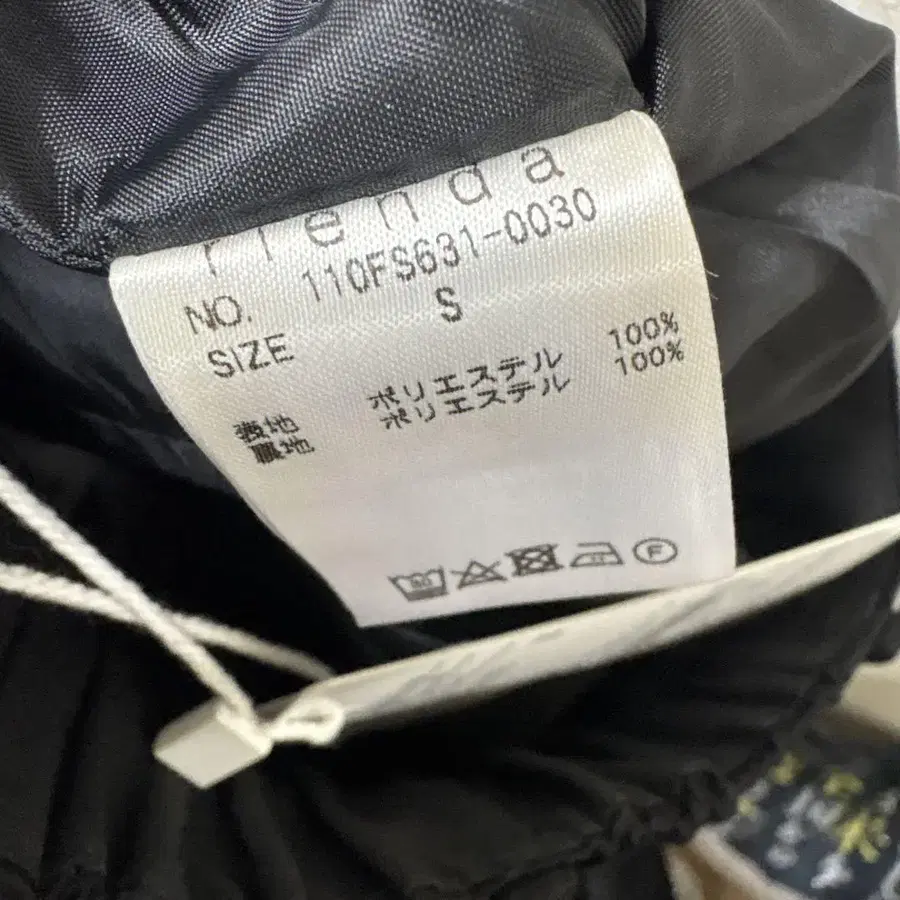 rienda
NO. 110FS631-0030
SIZE S
表地 ポリエステル 100%
裏地 ポリエステル 100%
F